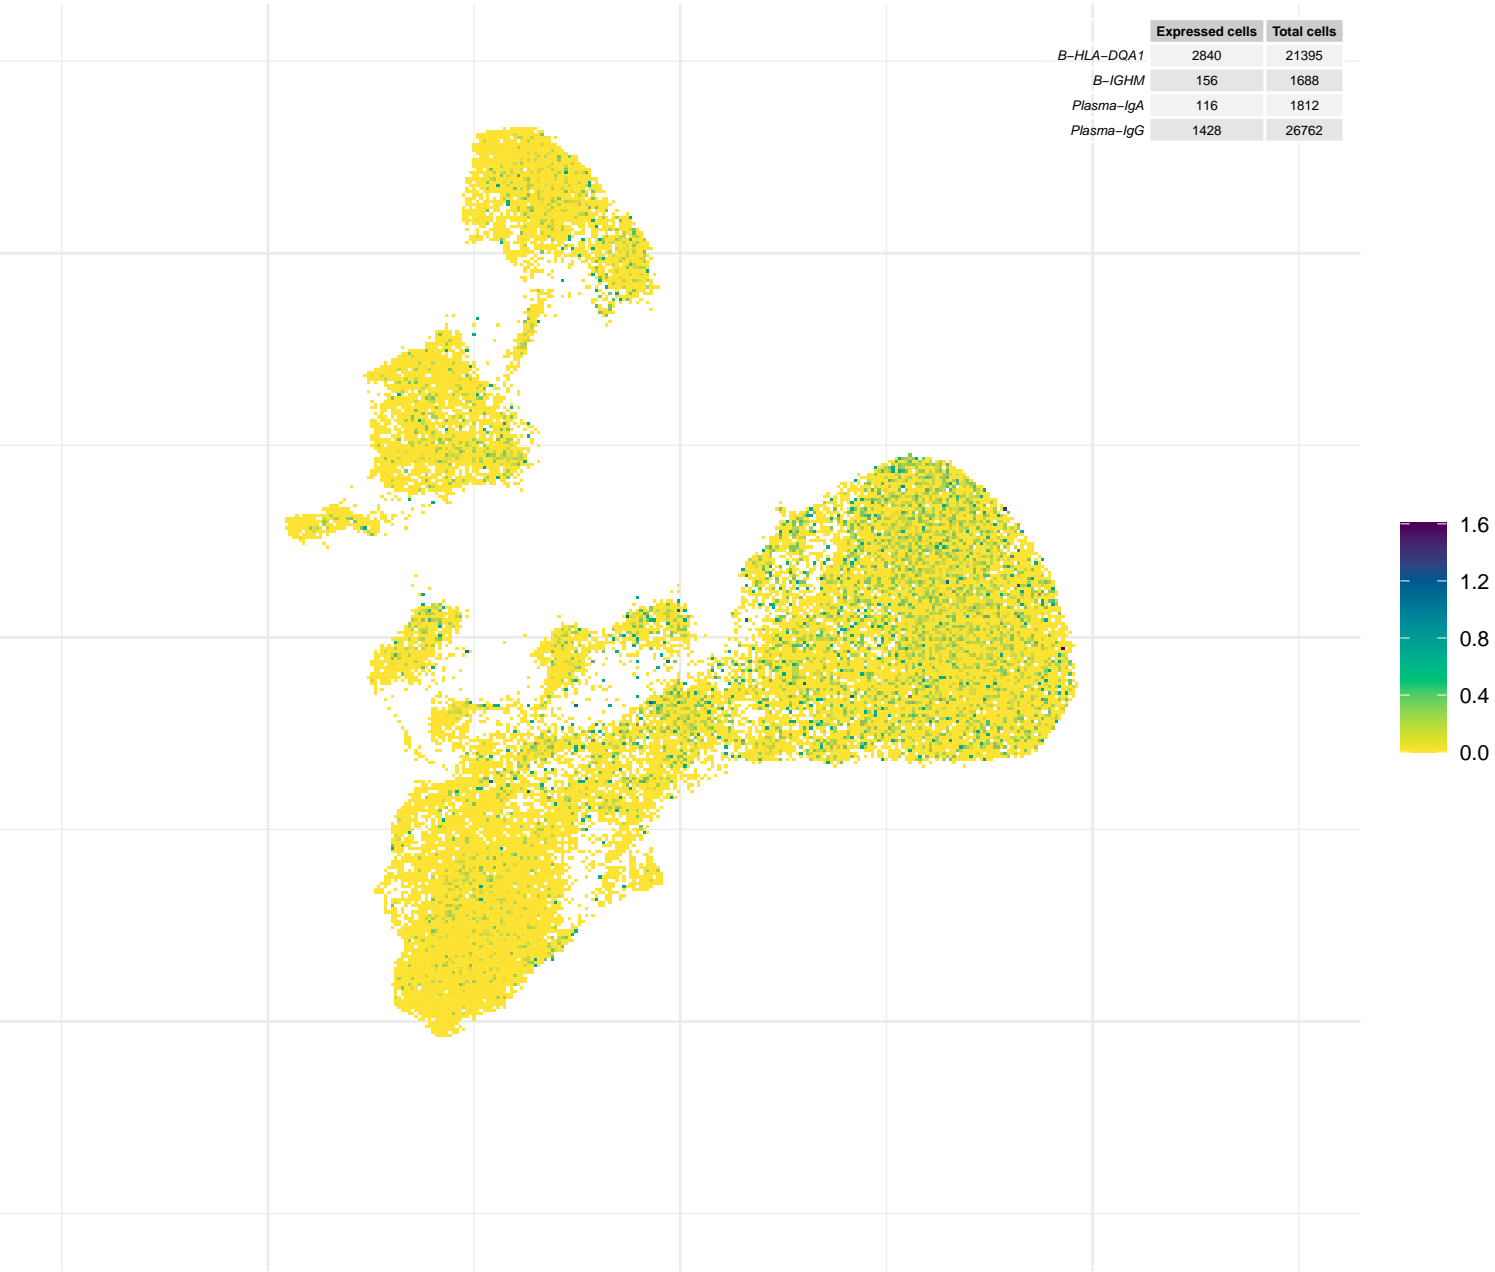 Expressed cells Total cells
B−HLA−DQA1 2840 21395
B−IGHM 156 1688
Plasma−IgA 116 1812
Plasma−IgG 1428 26762
1.6
1.2
0.8
0.4
0.0